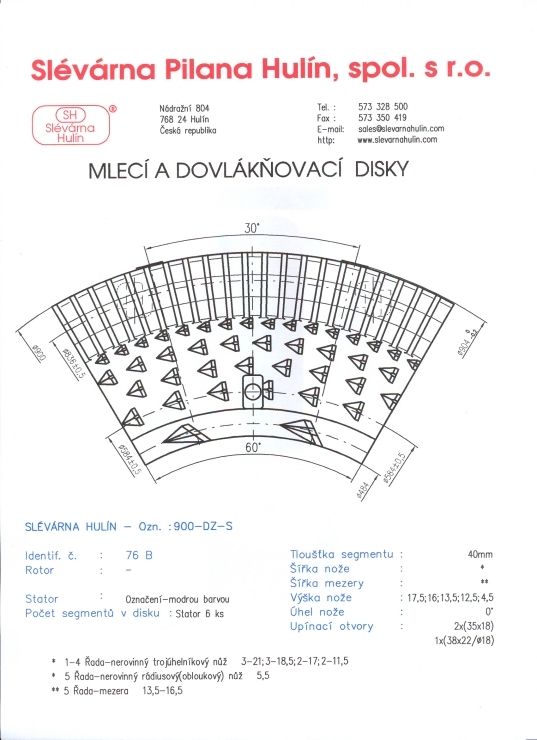 Slévárna Pilana Hulín, spol. s r.o.
SH
Slévárna
Hulín
®
Nádražní 804
768 24 Hulín
Česká republika
Tel. : 573 328 500
Fax : 573 350 419
E-mail: sales@slevarnahulin.com
http: www.slevarnahulin.com
MLECÍ A DOVLÁKŇOVACÍ DISKY
30°
ø900
ø836±0,5
ø584±0,5
60°
ø484
ø584±0,5
ø904
SLÉVÁRNA HULÍN - Ozn. : 900-DZ-S
Identif. č. : 76 B
Rotor : -
Stator : Označení-modrou barvou
Počet segmentů v disku : Stator 6 ks
Tloušťka segmentu : 40mm
Šířka nože : *
Šířka mezery : **
Výška nože : 17,5;16;13,5;12,5; 4,5
Úhel nože : 0°
Upínací otvory : 2x(35x18)
1x(38x22/ø18)
* 1-4 Řada-nerovinný trojúhelníkový nůž 3-21; 3-18,5; 2-17; 2-11,5
* 5 Řada-nerovinný rádiusový(obloukový) nůž 5,5
** 5 Řada-mezera 13,5-16,5